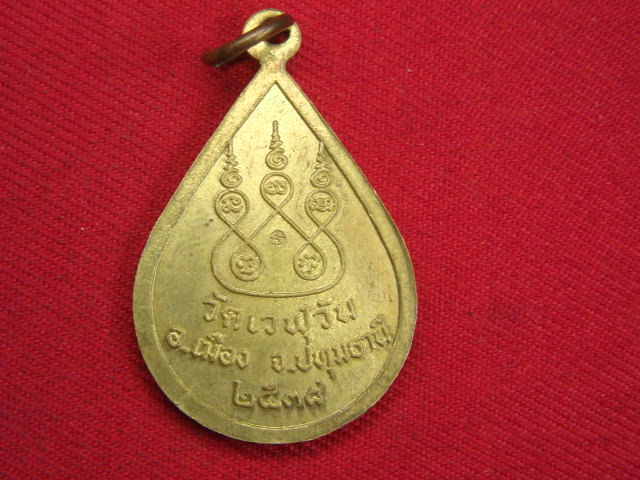 วัดเวฬุวัน
อ.เมือง จ.ปทุมธานี
๒๕๓๘